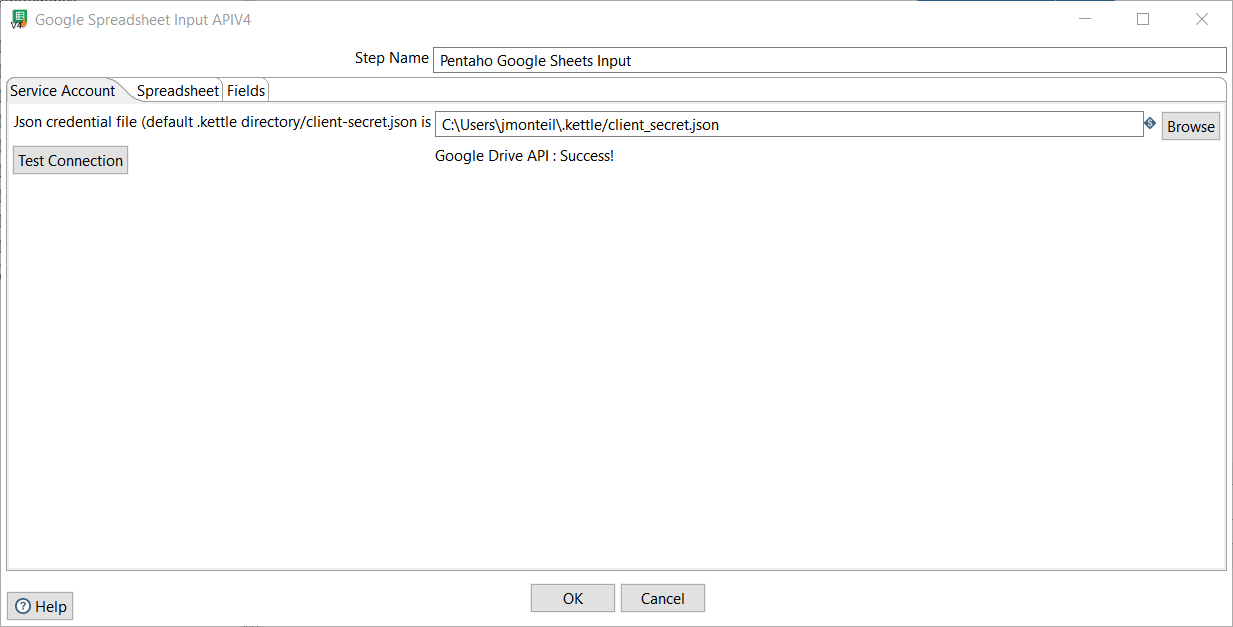 V4 Google Spreadsheet Input APIV4
Step Name Pentaho Google Sheets Input
Service Account Spreadsheet Fields
Json credential file (default .kettle directory/client-secret.json is C:\Users\jmonteil\.kettle/client_secret.json $ Browse
Test Connection Google Drive API : Success!
OK Cancel
? Help